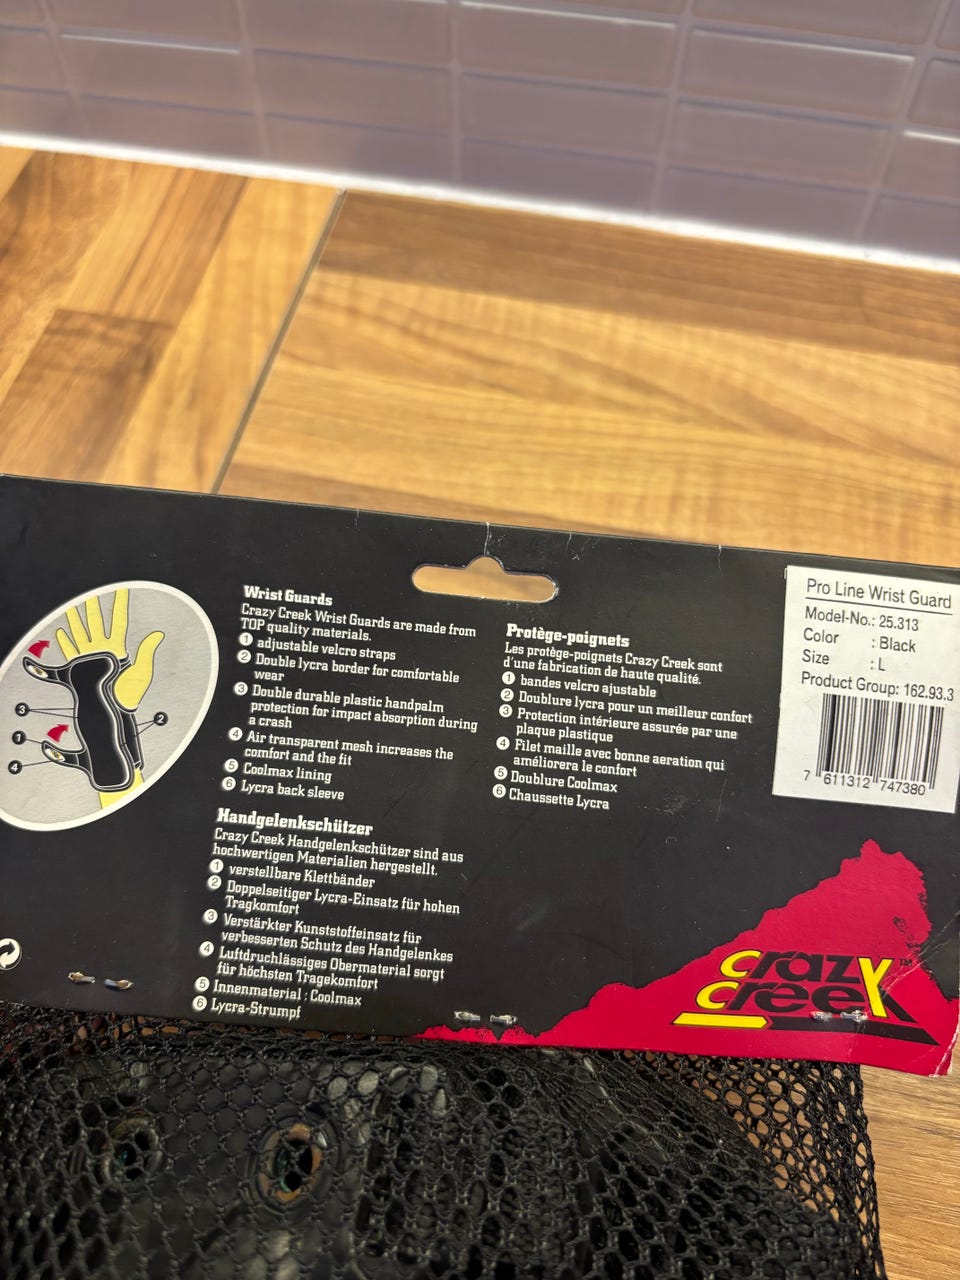 Wrist Guards
Crazy Creek Wrist Guards are made from
TOP quality materials.
1 adjustable velcro straps
2 Double lycra border for comfortable
wear
3 Double durable plastic handpalm
protection for impact absorption during
a crash
4 Air transparent mesh increases the
comfort and the fit
5 Coolmax lining
6 Lycra back sleeve
Handgelenkschützer
Crazy Creek Handgelenkschützer sind aus
hochwertigen Materialien hergestellt.
1 verstellbare Klettbänder
2 Doppelseitiger Lycra-Einsatz für hohen
Tragkomfort
3 Verstärkter Kunststoffeinsatz für
verbesserten Schutz des Handgelenkes
4 Luftdruchlässiges Obermaterial sorgt
für höchsten Tragekomfort
5 Innenmaterial : Coolmax
6 Lycra-Strumpf
Protège-poignets
Les protège-poignets Crazy Creek sont
d'une fabrication de haute qualité.
1 bandes velcro ajustable
2 Doublure lycra pour un meilleur confort
3 Protection intérieure assurée par une
plaque plastique
4 Filet maille avec bonne aeration qui
améliorera le confort
5 Doublure Coolmax
6 Chaussette Lycra
Pro Line Wrist Guard
Model-No.: 25.313
Color : Black
Size : L
Product Group: 162.93.3
7 611312 747380
3
1
4
2
crazy
creek
TM